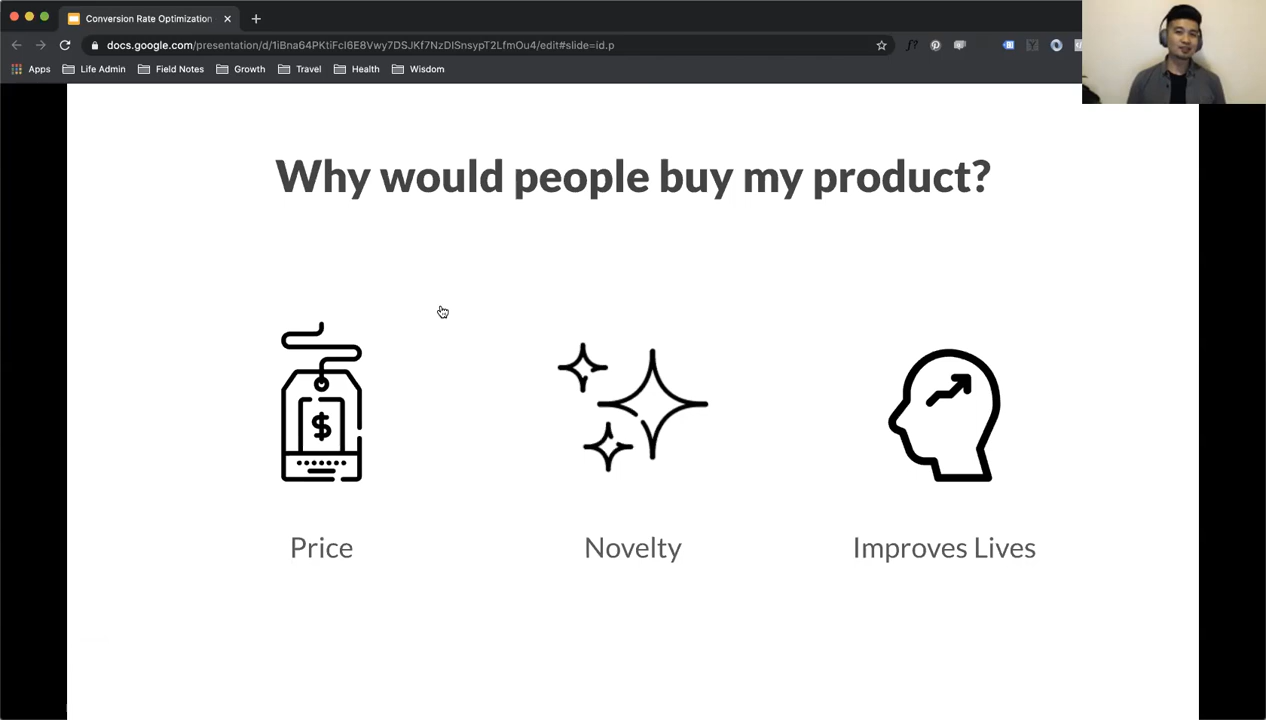 Conversion Rate Optimization
docs.google.com/presentation/d/1iBna64PKtiFcI6E8Vwy7DSJKf7NzDISnsypT2LfmOu4/edit#slide=id.p
Apps Life Admin Field Notes Growth Travel Health Wisdom
Why would people buy my product?
$
Price Novelty Improves Lives